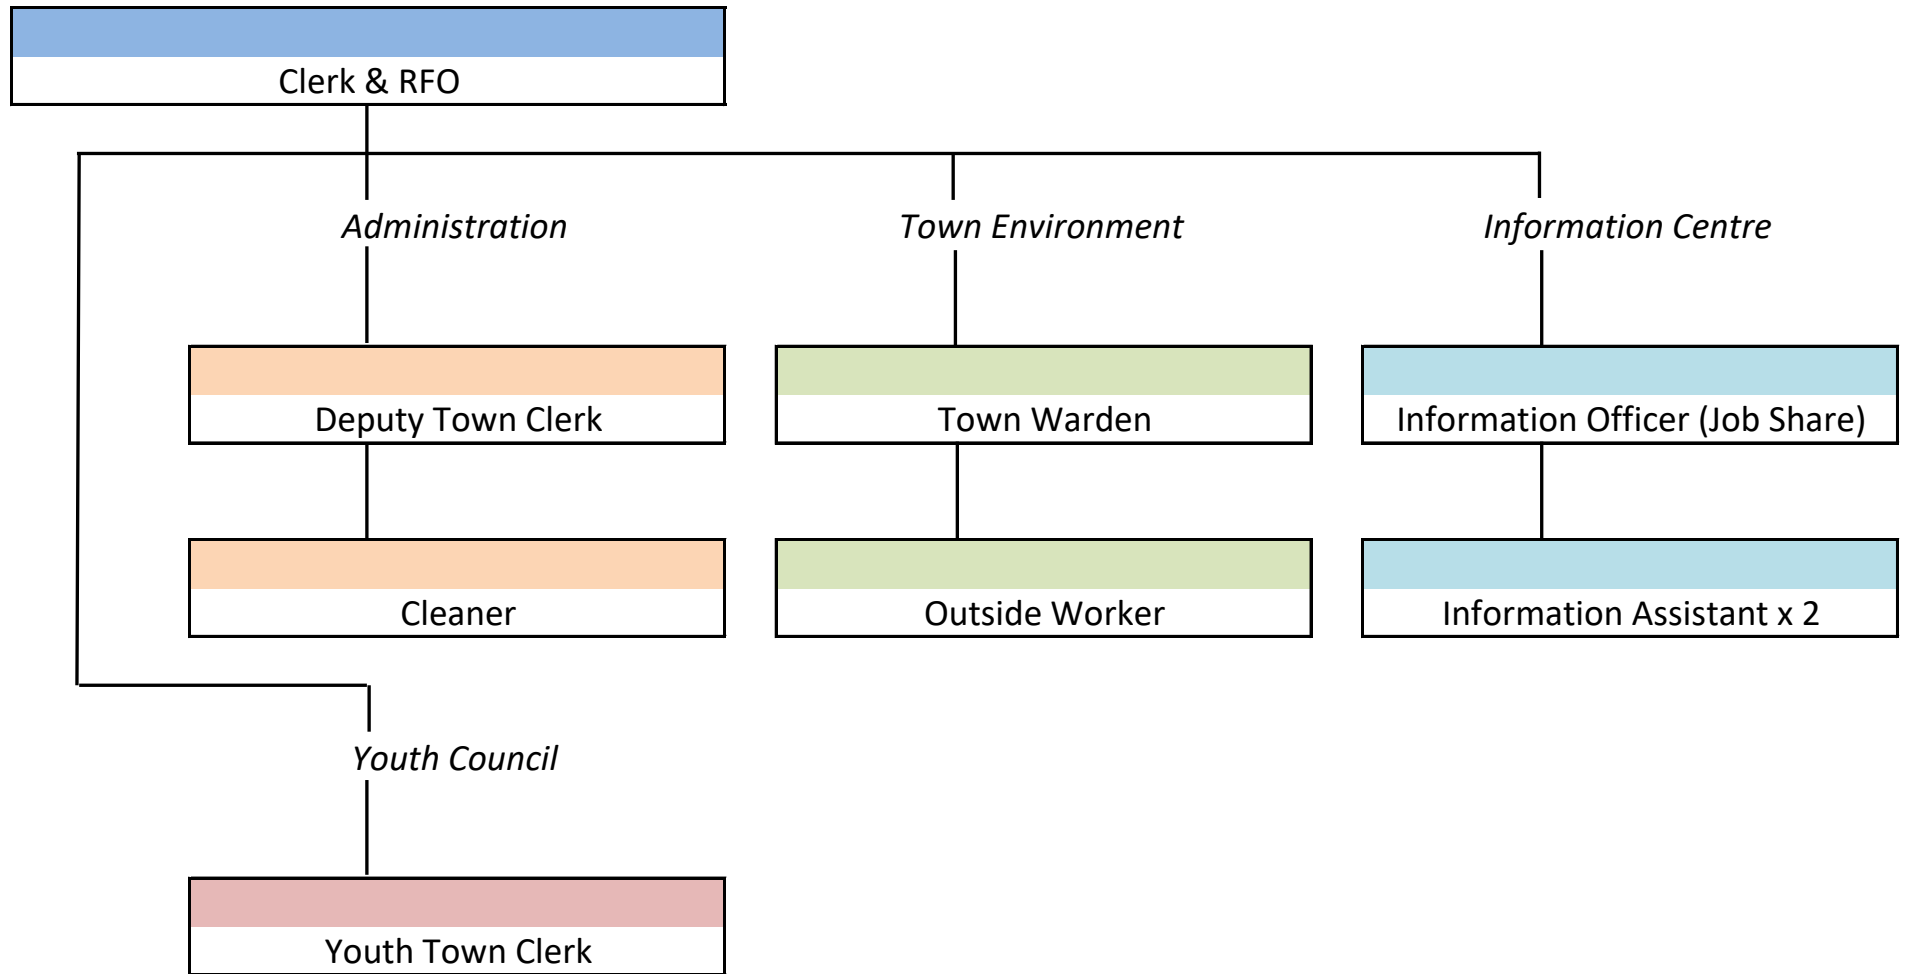 Clerk & RFO
Administration
Town Environment
Information Centre
Deputy Town Clerk
Town Warden
Information Officer (Job Share)
Cleaner
Outside Worker
Information Assistant x 2
Youth Council
Youth Town Clerk